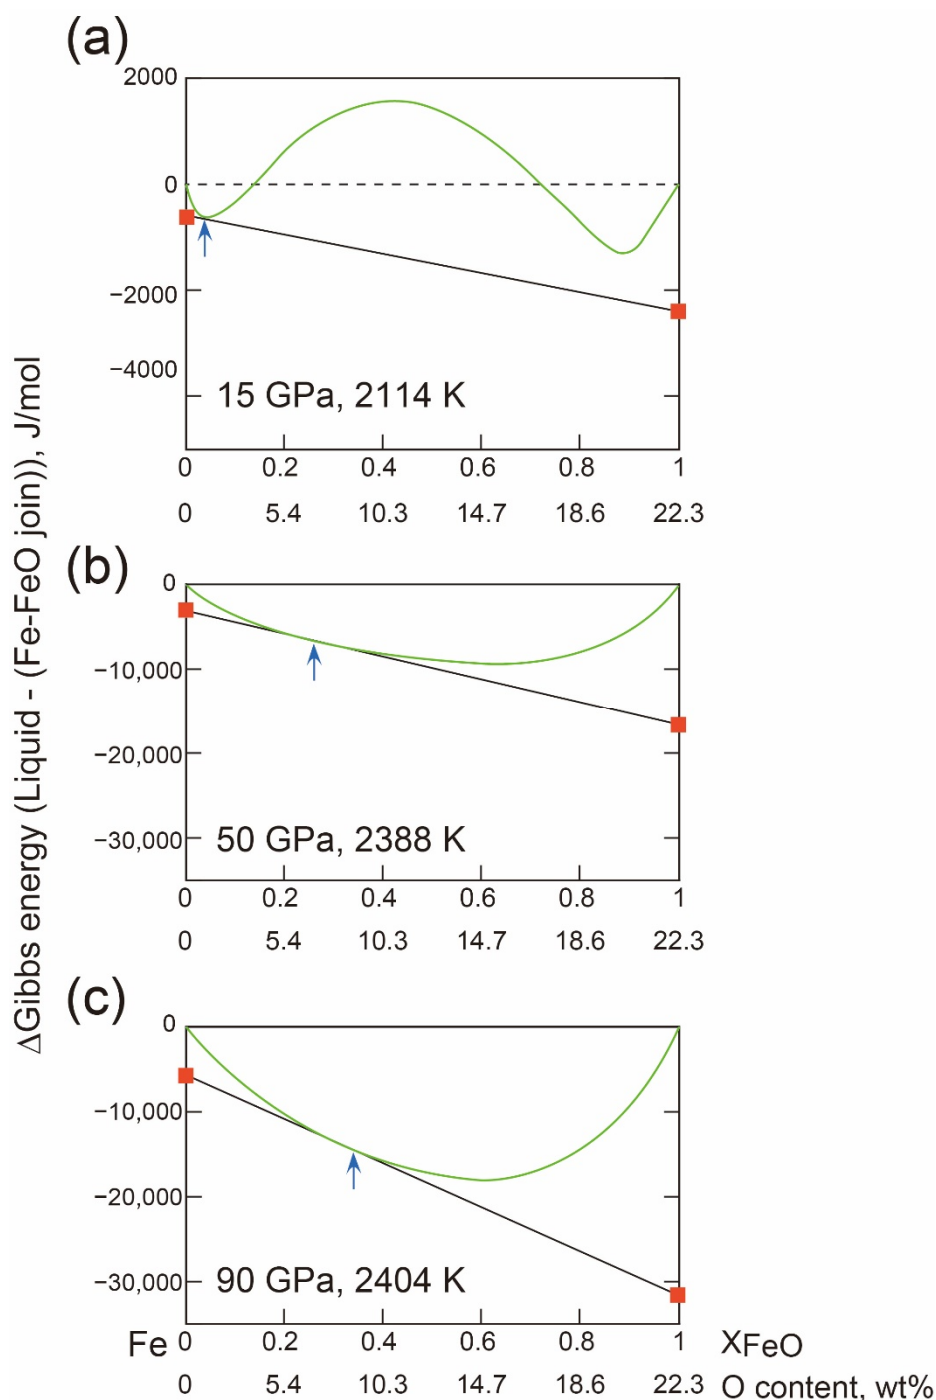 ΔGibbs energy (Liquid - (Fe-FeO join)), J/mol
(a)
2000
0
−2000
−4000
15 GPa, 2114 K
0 0.2 0.4 0.6 0.8 1
0 5.4 10.3 14.7 18.6 22.3
(b)
0
−10,000
−20,000
−30,000
50 GPa, 2388 K
0 0.2 0.4 0.6 0.8 1
0 5.4 10.3 14.7 18.6 22.3
(c)
0
−10,000
−20,000
−30,000
90 GPa, 2404 K
Fe 0 0.2 0.4 0.6 0.8 1 XFeO
0 5.4 10.3 14.7 18.6 22.3 O content, wt%